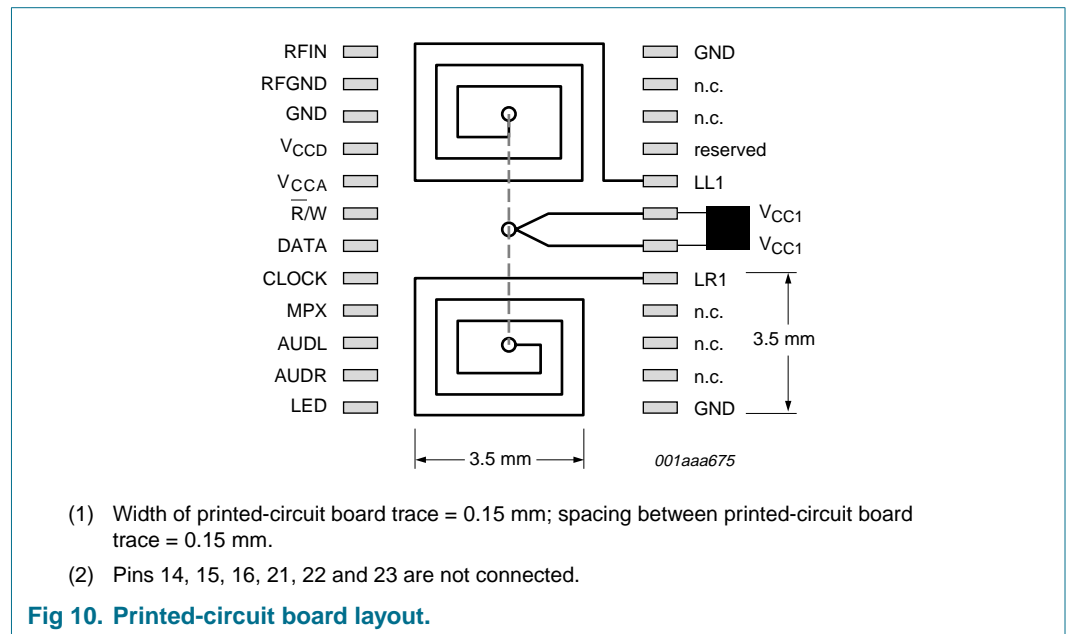 RFIN GND
RFGND n.c.
GND n.c.
VCCD reserved
VCCA LL1
R/W VCC1
DATA VCC1
CLOCK LR1
MPX n.c.
AUDL n.c. 3.5 mm
AUDR n.c.
LED GND
3.5 mm 001aaa675
(1) Width of printed-circuit board trace = 0.15 mm; spacing between printed-circuit board
trace = 0.15 mm.
(2) Pins 14, 15, 16, 21, 22 and 23 are not connected.
Fig 10. Printed-circuit board layout.